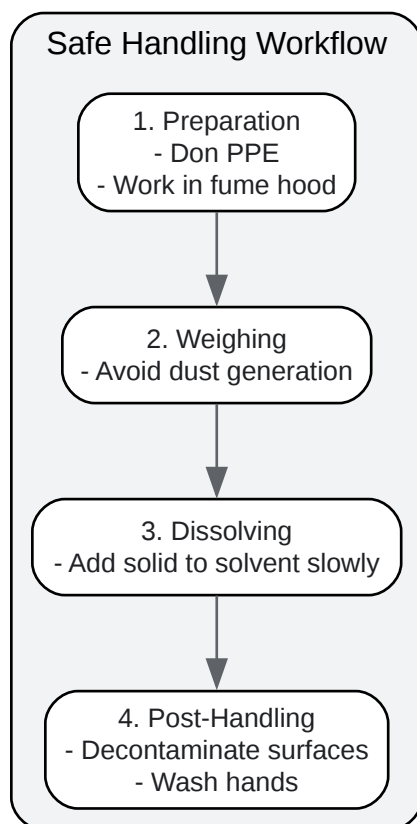 Safe Handling Workflow
1. Preparation
- Don PPE
- Work in fume hood
2. Weighing
- Avoid dust generation
3. Dissolving
- Add solid to solvent slowly
4. Post-Handling
- Decontaminate surfaces
- Wash hands